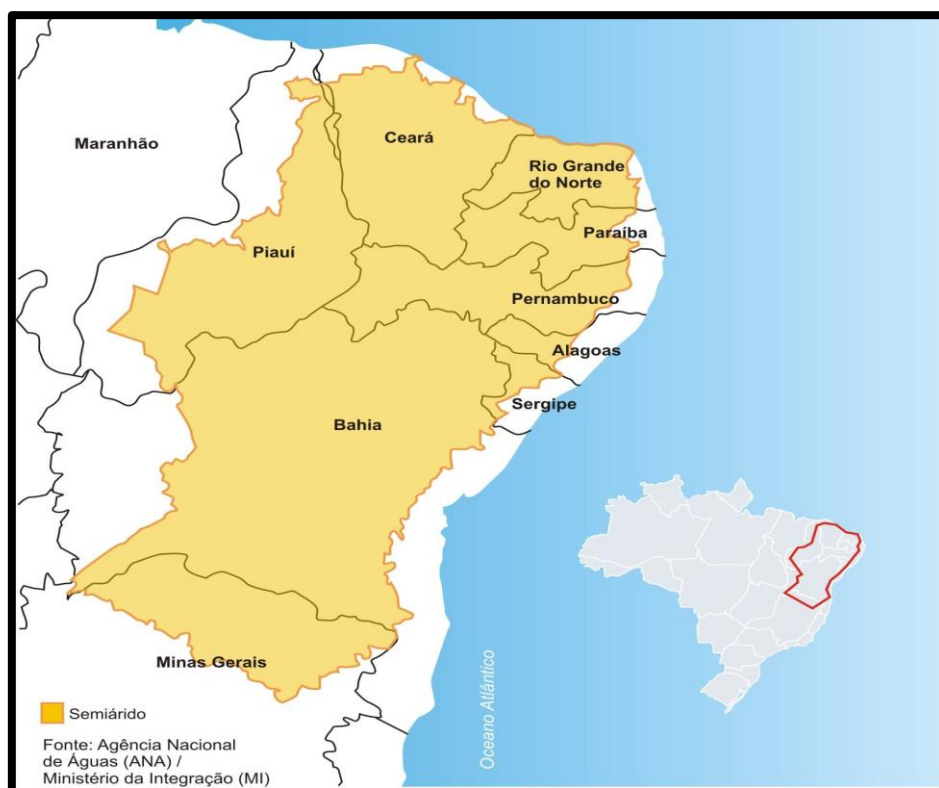 Maranhão
Ceará
Rio Grande
do Norte
Paraíba
Piauí
Pernambuco
Alagoas
Sergipe
Bahia
Minas Gerais
Oceano Atlântico
Semiárido
Fonte: Agência Nacional
de Águas (ANA) /
Ministério da Integração (MI)